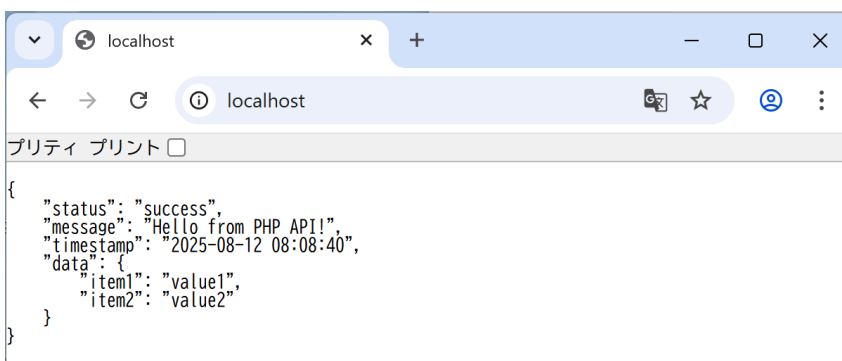 localhost
localhost
プリティ プリント
{
    "status": "success",
    "message": "Hello from PHP API!",
    "timestamp": "2025-08-12 08:08:40",
    "data": {
        "item1": "value1",
        "item2": "value2"
    }
}